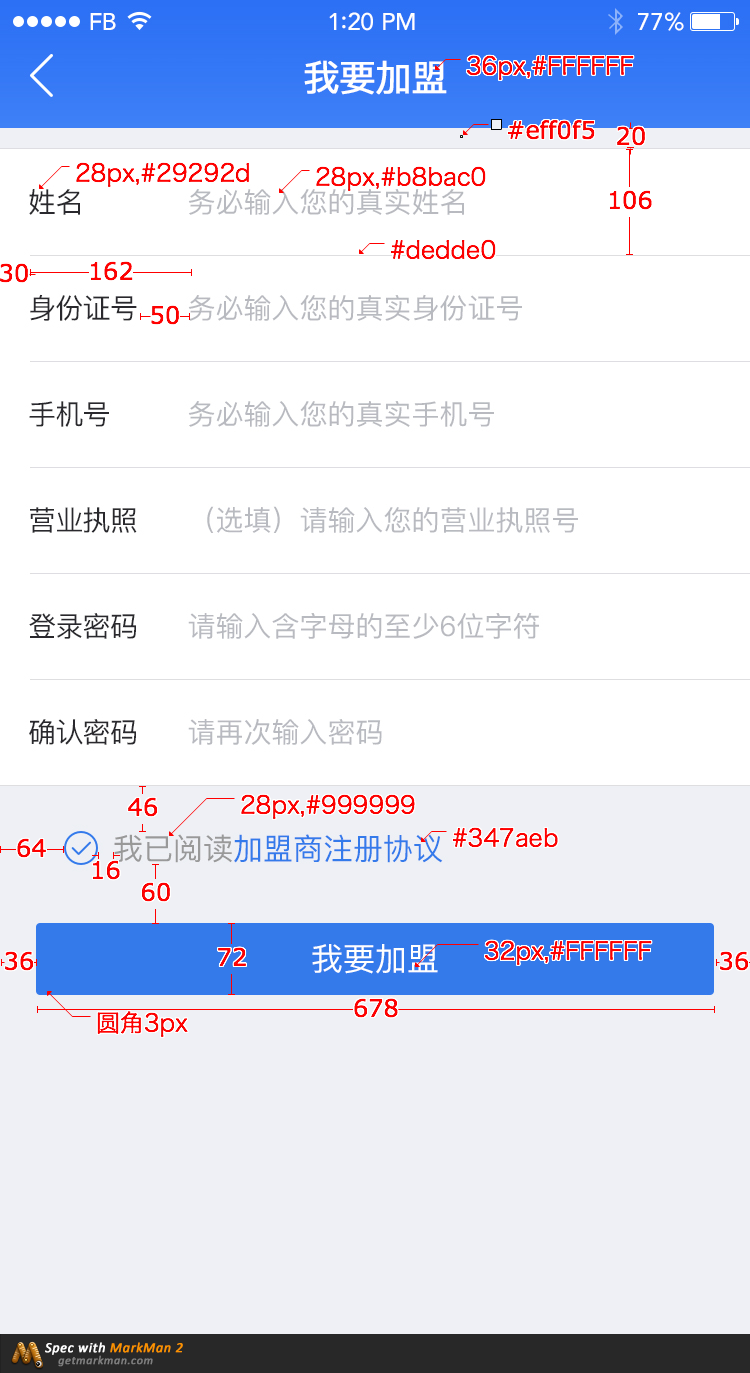 FB 1:20 PM 77%
我要加盟 36px,#FFFFFF
#eff0f5 20
28px,#29292d 28px,#b8bac0
姓名 务必输入您的真实姓名 106
#dedde0
30 162
身份证号 50 务必输入您的真实身份证号
手机号 务必输入您的真实手机号
营业执照 （选填）请输入您的营业执照号
登录密码 请输入含字母的至少6位字符
确认密码 请再次输入密码
46 28px,#999999
64 我已阅读加盟商注册协议 #347aeb
16
60
36 72 我要加盟 32px,#FFFFFF 36
678
圆角3px
Spec with MarkMan 2
getmarkman.com